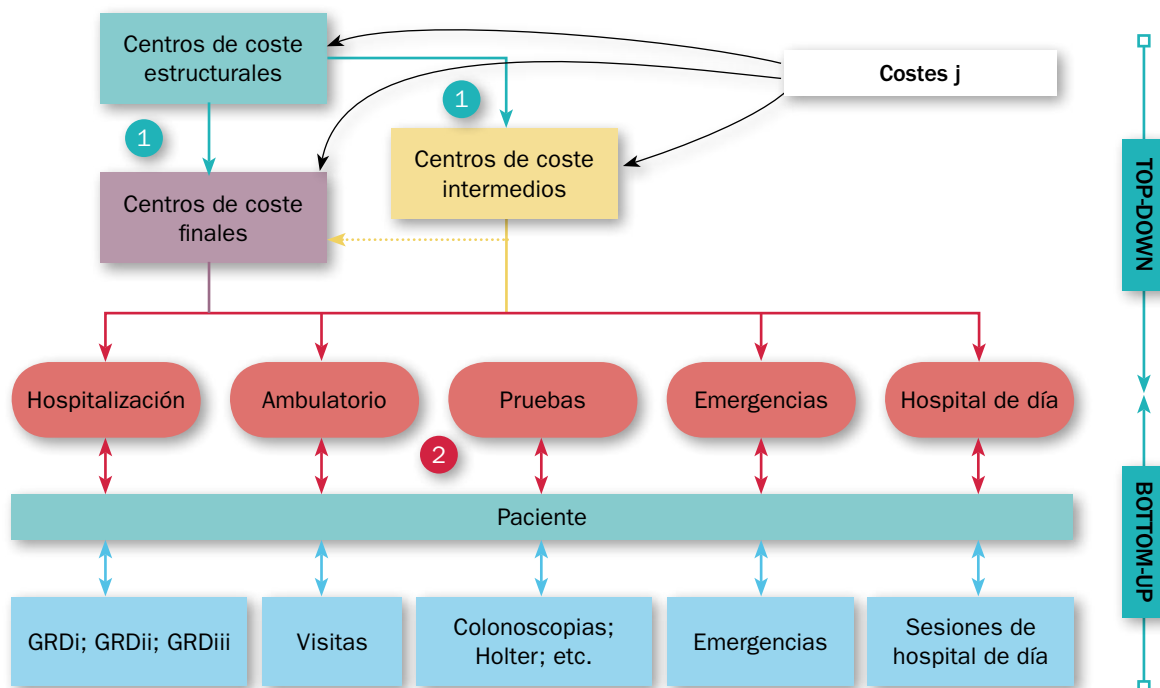 Centros de coste
estructurales
Costes j
1
1
Centros de coste
intermedios
Centros de coste
finales
TOP-DOWN
Hospitalización
Ambulatorio
Pruebas
Emergencias
Hospital de día
2
Paciente
BOTTOM-UP
GRDi; GRDii; GRDiii
Visitas
Colonoscopias;
Holter; etc.
Emergencias
Sesiones de
hospital de día